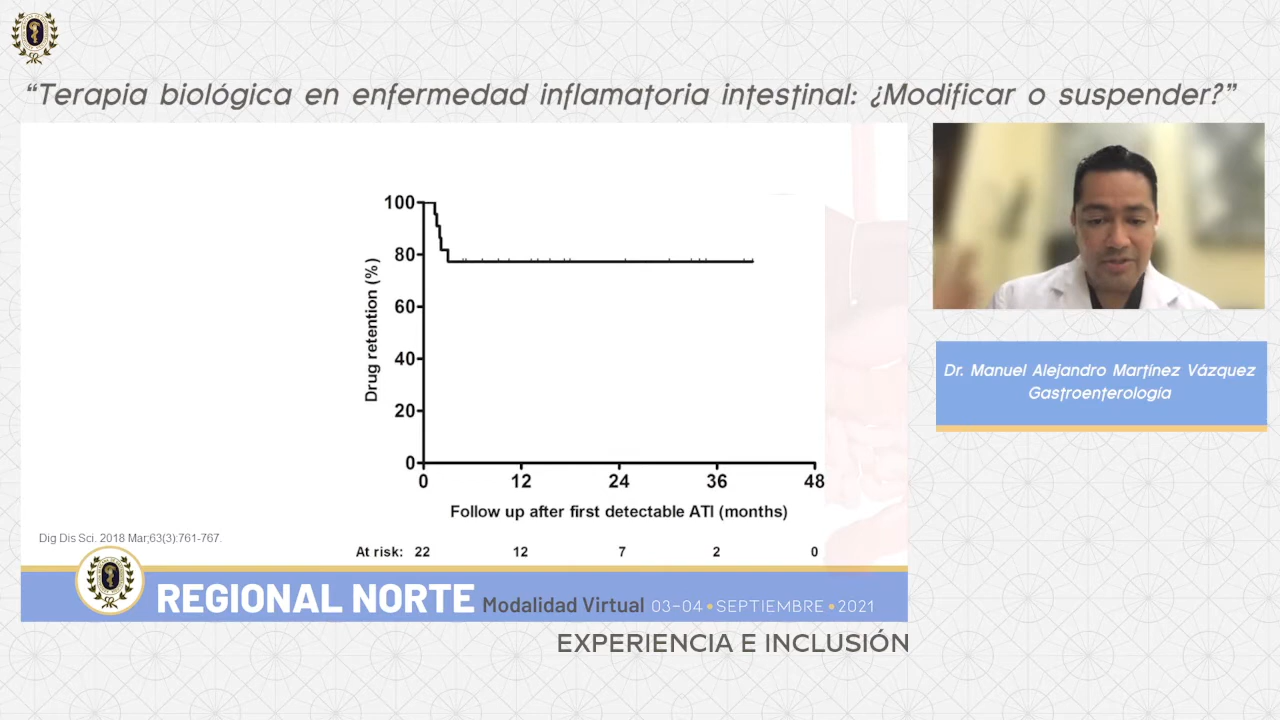 “Terapia biológica en enfermedad inflamatoria intestinal: ¿Modificar o suspender?”
100
80
60
40
20
0
Drug retention (%)
0 12 24 36 48
Follow up after first detectable ATI (months)
At risk: 22 12 7 2 0
Dig Dis Sci. 2018 Mar;63(3):761-767.
REGIONAL NORTE Modalidad Virtual 03-04•SEPTIEMBRE•2021
EXPERIENCIA E INCLUSIÓN
Dr. Manuel Alejandro Martínez Vázquez
Gastroenterología